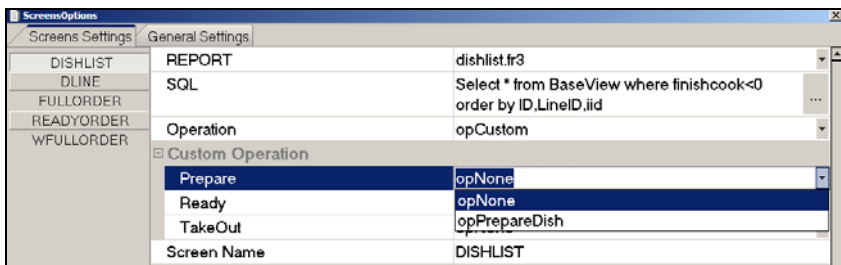 ScreensOptions
Screens Settings General Settings
DISHLIST
DLINE
FULLORDER
READYORDER
WFULLORDER
REPORT dishlist.fr3
SQL Select * from BaseView where finishcook<0
order by ID,LineID,iid
...
Operation opCustom
Custom Operation
Prepare opNone
Ready opNone
TakeOut opPrepareDish
Screen Name DISHLIST